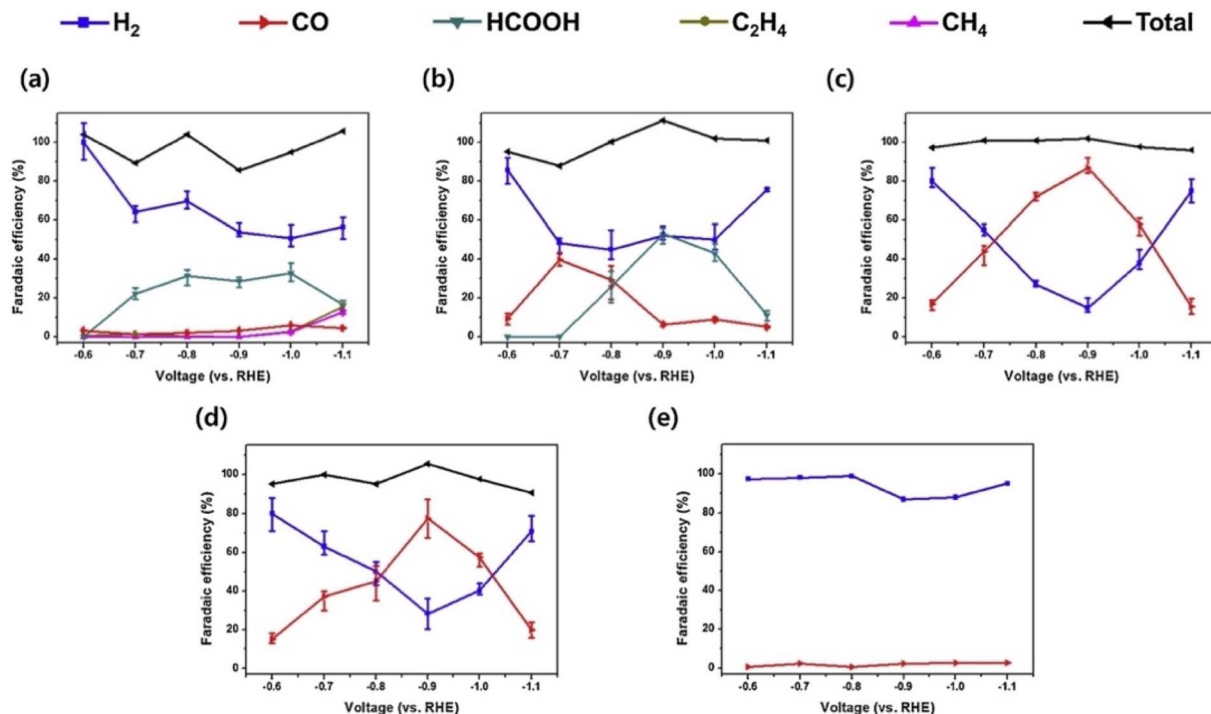 H2 CO HCOOH C2H4 CH4 Total
(a) (b) (c)
Faradaic efficiency (%)
100
80
60
40
20
0
-0.6 -0.7 -0.8 -0.9 -1.0 -1.1
Voltage (vs. RHE)
Faradaic efficiency (%)
100
80
60
40
20
0
-0.6 -0.7 -0.8 -0.9 -1.0 -1.1
Voltage (vs. RHE)
Faradaic efficiency (%)
100
80
60
40
20
0
-0.6 -0.7 -0.8 -0.9 -1.0 -1.1
Voltage (vs. RHE)
(d) (e)
Faradaic efficiency (%)
100
80
60
40
20
0
-0.6 -0.7 -0.8 -0.9 -1.0 -1.1
Voltage (vs. RHE)
Faradaic efficiency (%)
100
80
60
40
20
0
-0.6 -0.7 -0.8 -0.9 -1.0 -1.1
Voltage (vs. RHE)